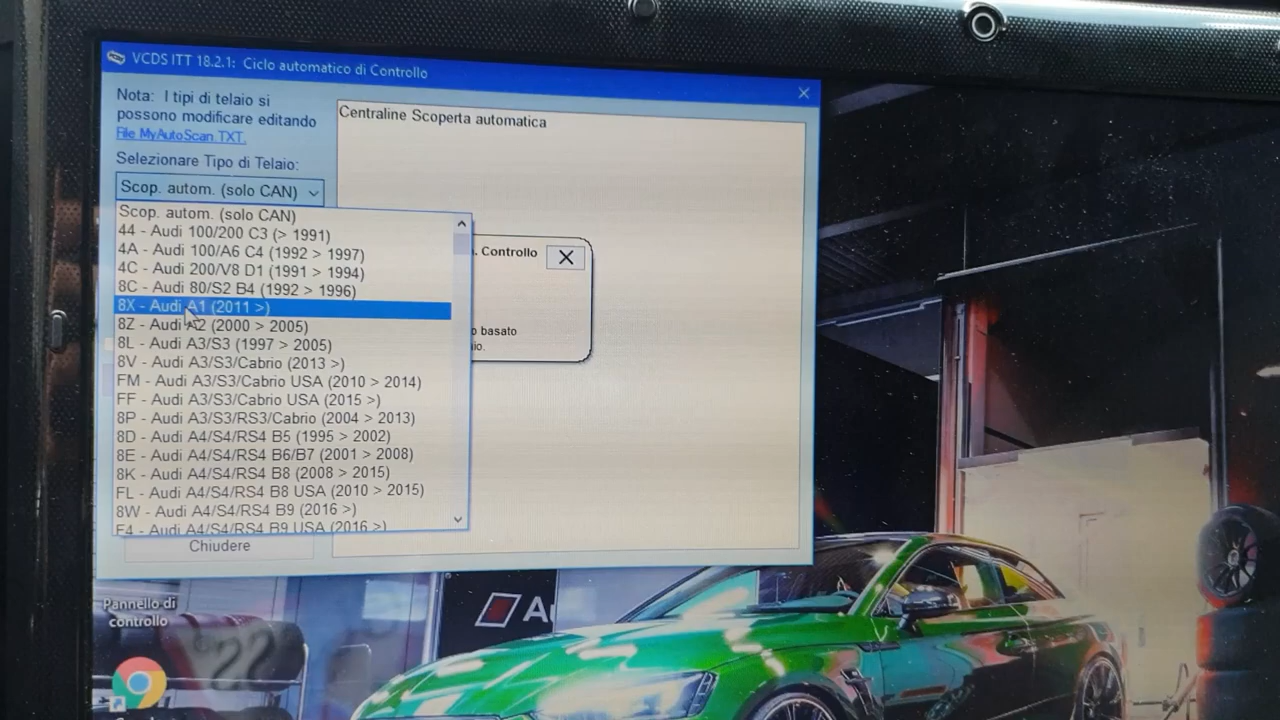 VCDS ITT 18.2.1: Ciclo automatico di Controllo
Nota: I tipi di telaio si
possono modificare editando
File MyAutoScan.TXT.
Selezionare Tipo di Telaio:
Scop. autom. (solo CAN)
Centraline Scoperta automatica
Scop. autom. (solo CAN)
44 - Audi 100/200 C3 (> 1991)
4A - Audi 100/A6 C4 (1992 > 1997)
4C - Audi 200/V8 D1 (1991 > 1994)
8C - Audi 80/S2 B4 (1992 > 1996)
8X - Audi A1 (2011 >)
8Z - Audi A2 (2000 > 2005)
8L - Audi A3/S3 (1997 > 2005)
8V - Audi A3/S3/Cabrio (2013 >)
FM - Audi A3/S3/Cabrio USA (2010 > 2014)
FF - Audi A3/S3/Cabrio USA (2015 >)
8P - Audi A3/S3/RS3/Cabrio (2004 > 2013)
8D - Audi A4/S4/RS4 B5 (1995 > 2002)
8E - Audi A4/S4/RS4 B6/B7 (2001 > 2008)
8K - Audi A4/S4/RS4 B8 (2008 > 2015)
FL - Audi A4/S4/RS4 B8 USA (2010 > 2015)
8W - Audi A4/S4/RS4 B9 (2016 >)
F4 - Audi A4/S4/RS4 B9 USA (2016 >)
. Controllo
o basato
io.
Chiudere
Pannello di
controllo